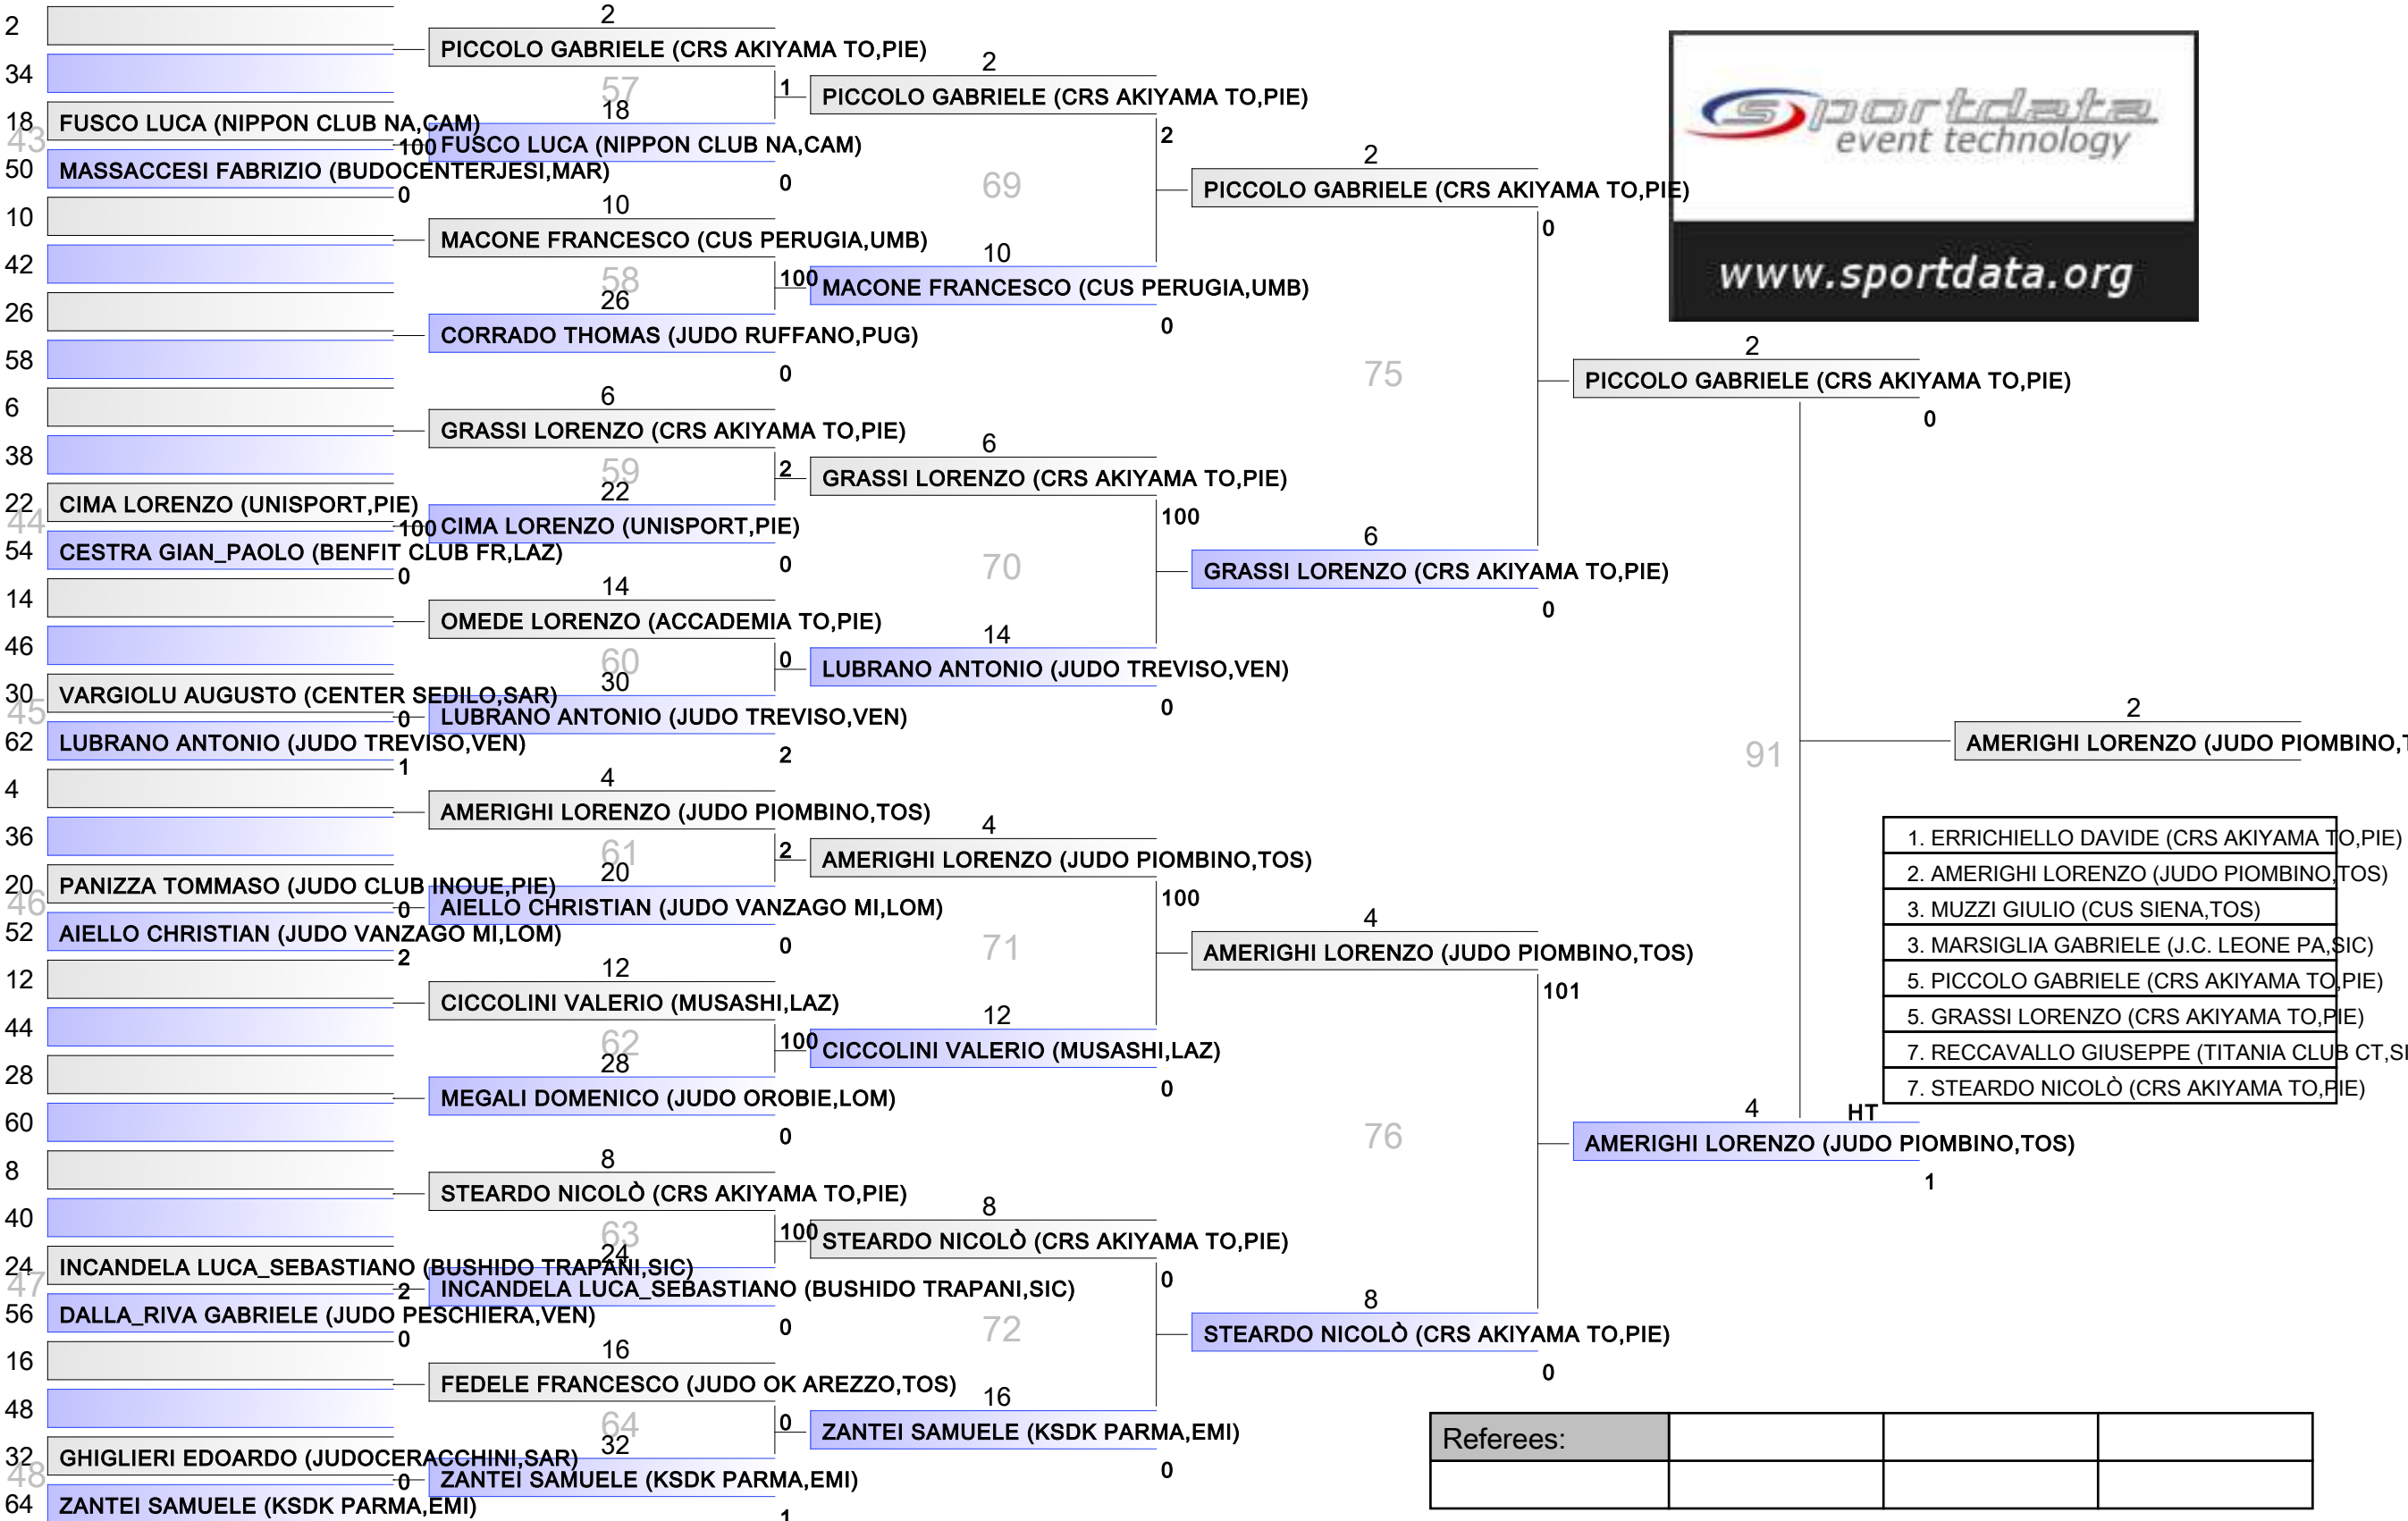 2
34
18 FUSCO LUCA (NIPPON CLUB NA,CAM)
43
100
50 MASSACCESI FABRIZIO (BUDOCENTERJESI,MAR)
0
10
42
26
58
6
38
22 CIMA LORENZO (UNISPORT,PIE)
44
100
54 CESTRA GIAN_PAOLO (BENFIT CLUB FR,LAZ)
0
14
46
30 VARGIOLU AUGUSTO (CENTER SEDILO,SAR)
45
0
62 LUBRANO ANTONIO (JUDO TREVISO,VEN)
1
4
36
20 PANIZZA TOMMASO (JUDO CLUB INOUE,PIE)
46
0
52 AIELLO CHRISTIAN (JUDO VANZAGO MI,LOM)
2
12
44
28
60
8
40
24 INCANDELA LUCA_SEBASTIANO (BUSHIDO TRAPANI,SIC)
47
2
56 DALLA_RIVA GABRIELE (JUDO PESCHIERA,VEN)
0
16
48
32 GHIGLIERI EDOARDO (JUDOCERACCHINI,SAR)
48
0
64 ZANTEI SAMUELE (KSDK PARMA,EMI)
2
PICCOLO GABRIELE (CRS AKIYAMA TO,PIE)
57
1
18
FUSCO LUCA (NIPPON CLUB NA,CAM)
0
10
MACONE FRANCESCO (CUS PERUGIA,UMB)
58
100
26
CORRADO THOMAS (JUDO RUFFANO,PUG)
0
6
GRASSI LORENZO (CRS AKIYAMA TO,PIE)
59
2
22
CIMA LORENZO (UNISPORT,PIE)
0
14
OMEDE LORENZO (ACCADEMIA TO,PIE)
60
0
30
LUBRANO ANTONIO (JUDO TREVISO,VEN)
2
4
AMERIGHI LORENZO (JUDO PIOMBINO,TOS)
61
2
20
AIELLO CHRISTIAN (JUDO VANZAGO MI,LOM)
0
12
CICCOLINI VALERIO (MUSASHI,LAZ)
62
100
28
MEGALI DOMENICO (JUDO OROBIE,LOM)
0
8
STEARDO NICOLÒ (CRS AKIYAMA TO,PIE)
63
100
24
INCANDELA LUCA_SEBASTIANO (BUSHIDO TRAPANI,SIC)
0
16
FEDELE FRANCESCO (JUDO OK AREZZO,TOS)
64
0
32
ZANTEI SAMUELE (KSDK PARMA,EMI)
1
2
PICCOLO GABRIELE (CRS AKIYAMA TO,PIE)
2
69
10
MACONE FRANCESCO (CUS PERUGIA,UMB)
0
6
GRASSI LORENZO (CRS AKIYAMA TO,PIE)
100
70
14
LUBRANO ANTONIO (JUDO TREVISO,VEN)
0
4
AMERIGHI LORENZO (JUDO PIOMBINO,TOS)
100
71
12
CICCOLINI VALERIO (MUSASHI,LAZ)
0
8
STEARDO NICOLÒ (CRS AKIYAMA TO,PIE)
0
72
16
ZANTEI SAMUELE (KSDK PARMA,EMI)
0
2
PICCOLO GABRIELE (CRS AKIYAMA TO,PIE)
0
75
6
GRASSI LORENZO (CRS AKIYAMA TO,PIE)
0
4
AMERIGHI LORENZO (JUDO PIOMBINO,TOS)
101
76
8
STEARDO NICOLÒ (CRS AKIYAMA TO,PIE)
0
sportdata
event technology
www.sportdata.org
2
PICCOLO GABRIELE (CRS AKIYAMA TO,PIE)
0
91
4 HT
AMERIGHI LORENZO (JUDO PIOMBINO,TOS)
1
2
AMERIGHI LORENZO (JUDO PIOMBINO,
1. ERRICHIELLO DAVIDE (CRS AKIYAMA TO,PIE)
2. AMERIGHI LORENZO (JUDO PIOMBINO,TOS)
3. MUZZI GIULIO (CUS SIENA,TOS)
3. MARSIGLIA GABRIELE (J.C. LEONE PA,SIC)
5. PICCOLO GABRIELE (CRS AKIYAMA TO,PIE)
5. GRASSI LORENZO (CRS AKIYAMA TO,PIE)
7. RECCAVALLO GIUSEPPE (TITANIA CLUB CT,SI
7. STEARDO NICOLÒ (CRS AKIYAMA TO,PIE)
Referees: